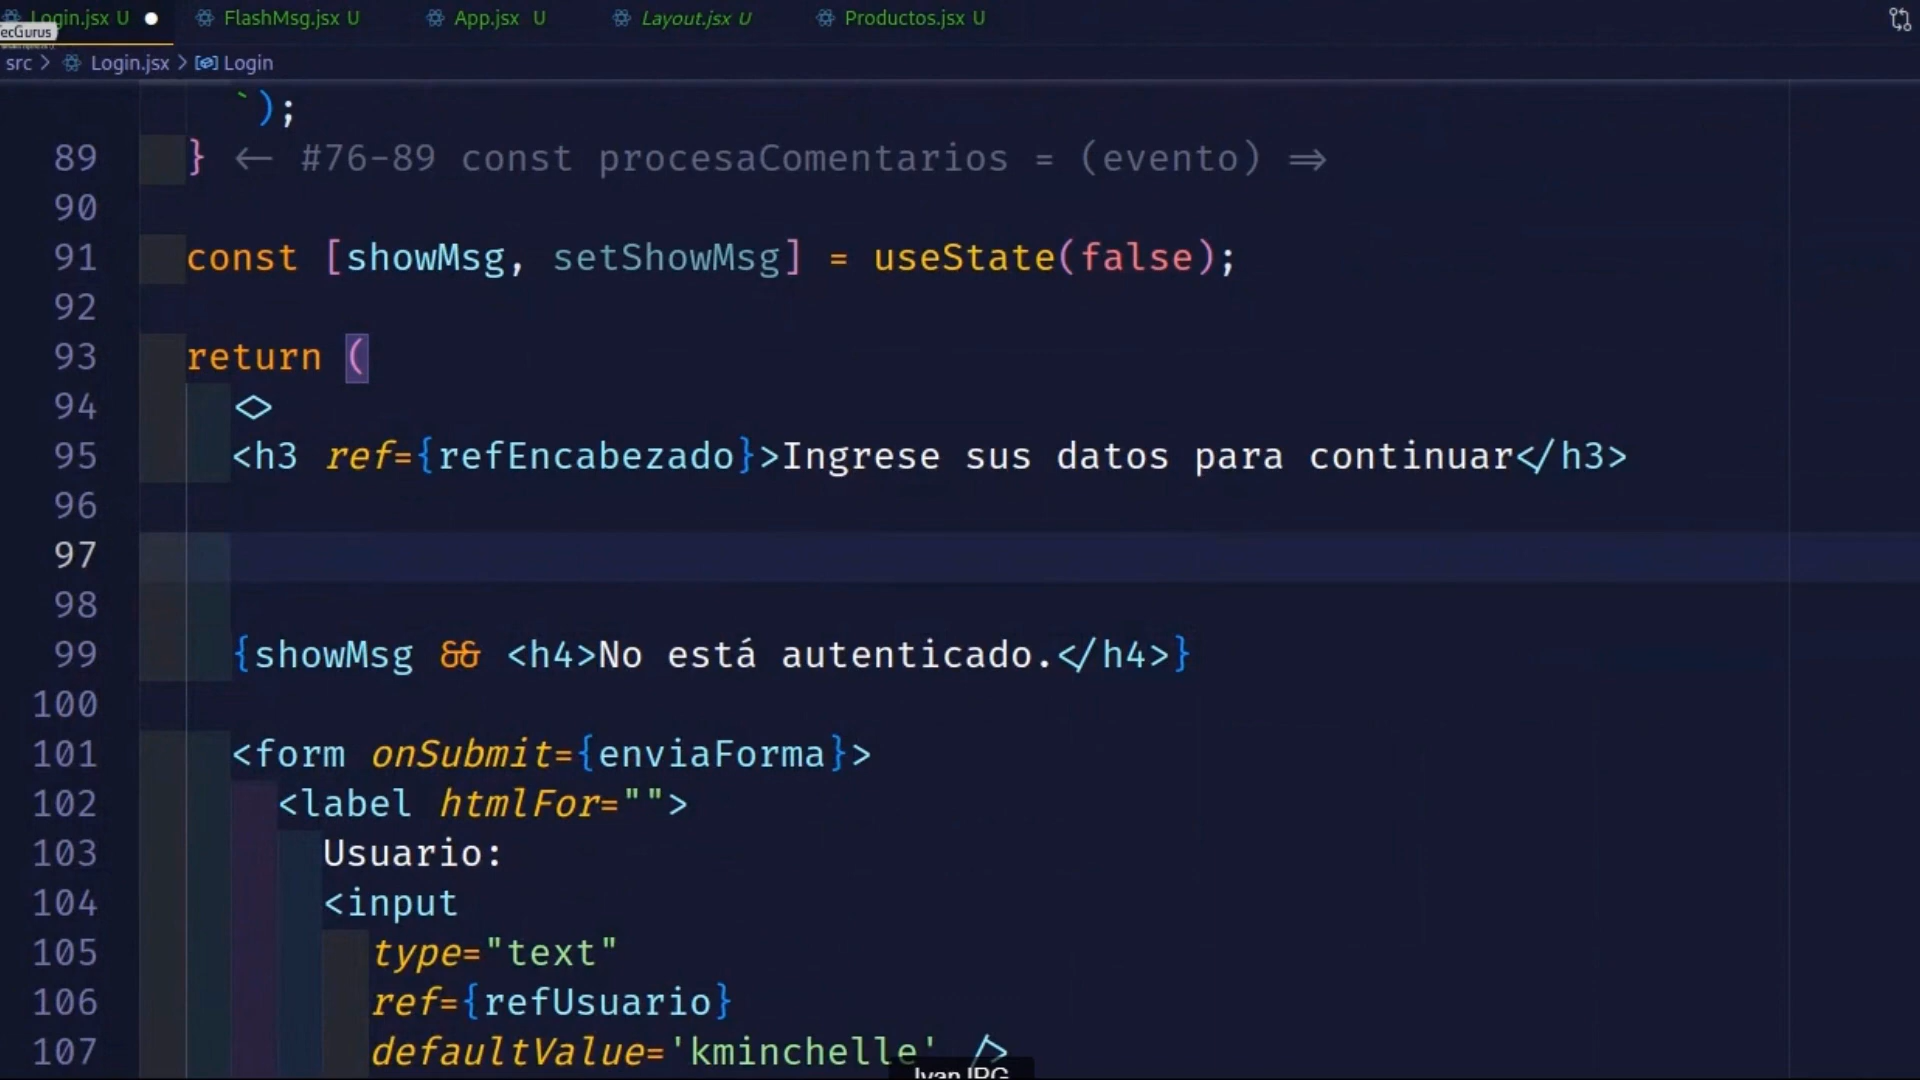 Login.jsx U ● FlashMsg.jsx U App.jsx U Layout.jsx U Productos.jsx U
ecGurus
src > Login.jsx > Login
`);
89 } ← #76-89 const procesaComentarios = (evento) =>
90
91 const [showMsg, setShowMsg] = useState(false);
92
93 return (
94 <>
95 <h3 ref={refEncabezado}>Ingrese sus datos para continuar</h3>
96
97
98
99 {showMsg && <h4>No está autenticado.</h4>}
100
101 <form onSubmit={enviaForma}>
102 <label htmlFor="">
103 Usuario:
104 <input
105 type="text"
106 ref={refUsuario}
107 defaultValue='kminchelle' />